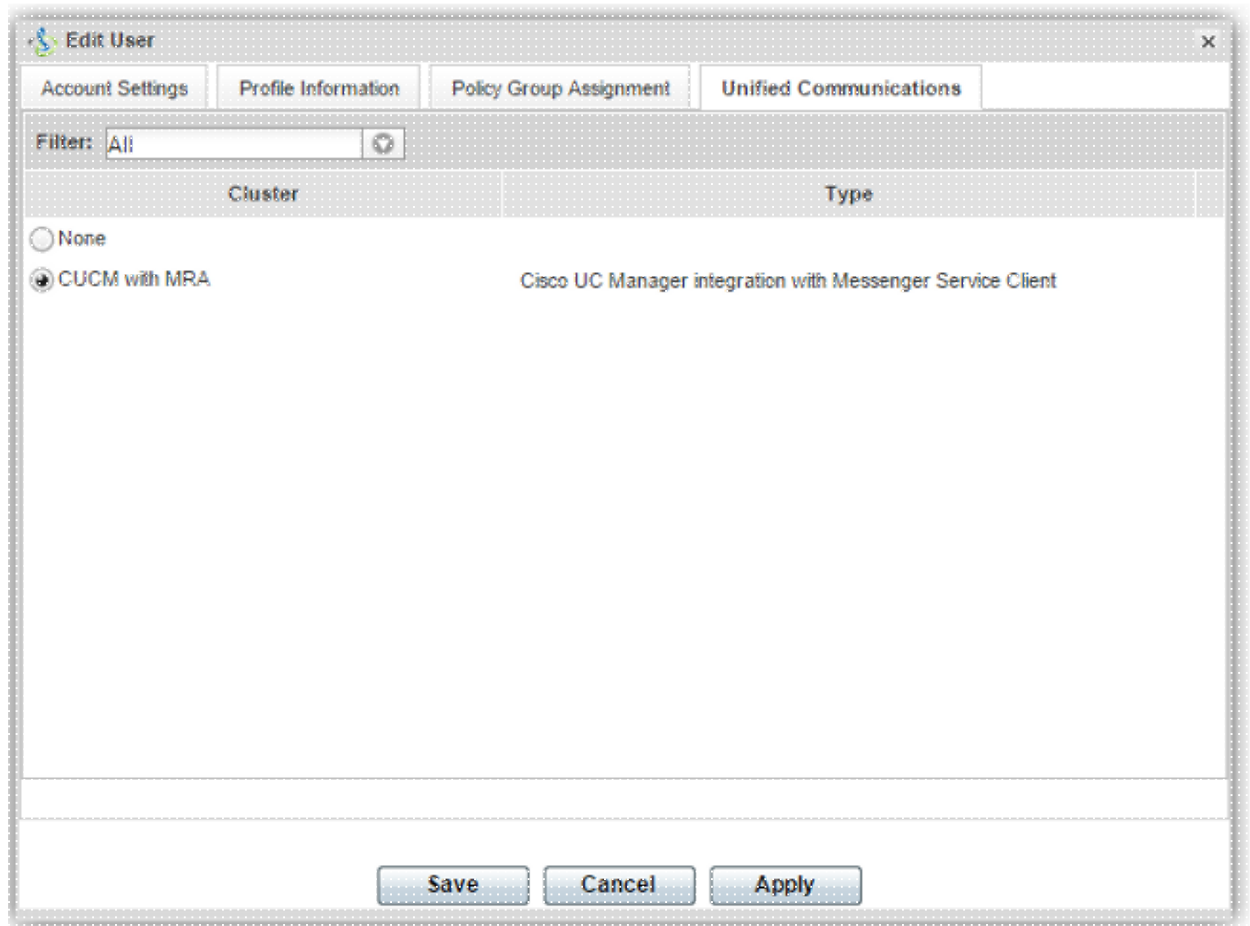 Edit User
Account Settings Profile Information Policy Group Assignment Unified Communications
Filter: All
Cluster Type
None
CUCM with MRA Cisco UC Manager integration with Messenger Service Client
Save Cancel Apply